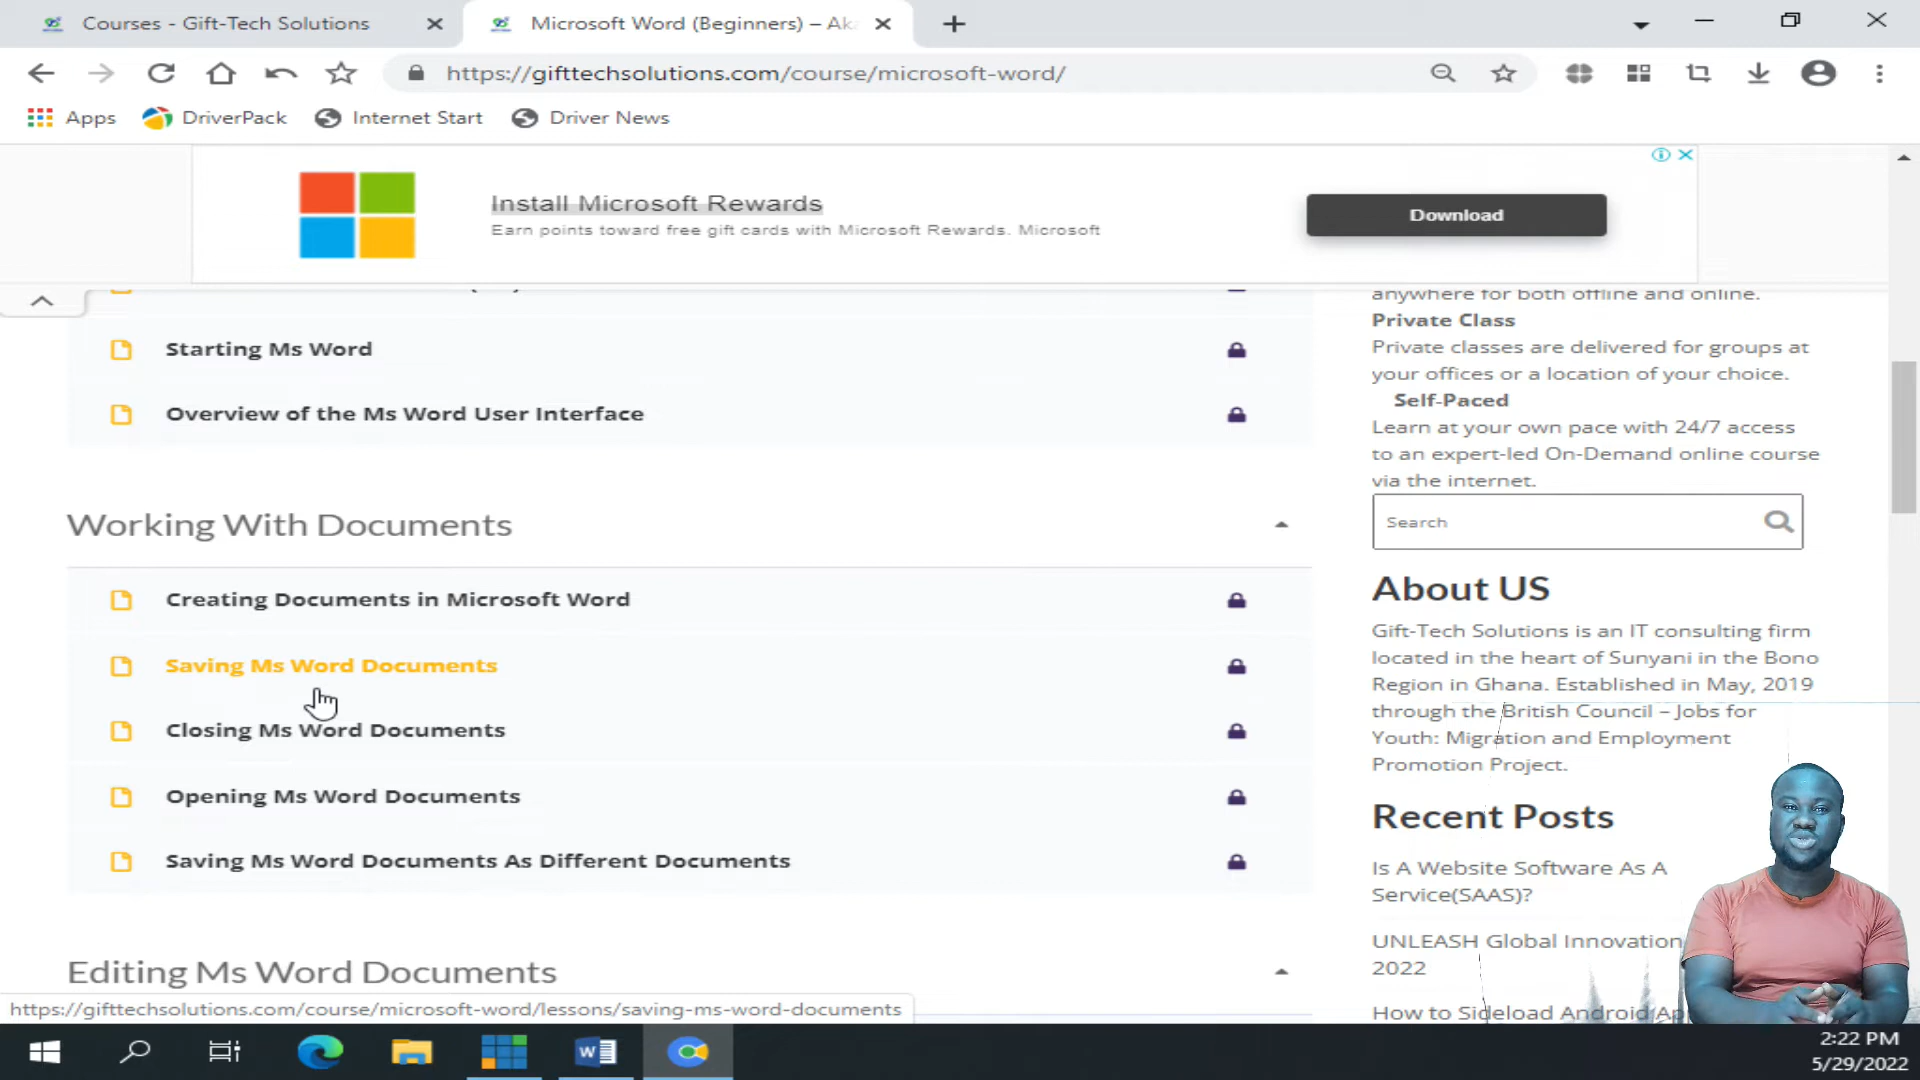 Courses - Gift-Tech Solutions
Microsoft Word (Beginners) – Aka
https://gifttechsolutions.com/course/microsoft-word/
Apps
DriverPack
Internet Start
Driver News
Install Microsoft Rewards
Earn points toward free gift cards with Microsoft Rewards. Microsoft
Download
Starting Ms Word
Overview of the Ms Word User Interface
Working With Documents
Creating Documents in Microsoft Word
Saving Ms Word Documents
Closing Ms Word Documents
Opening Ms Word Documents
Saving Ms Word Documents As Different Documents
Editing Ms Word Documents
anywhere for both offline and online.
Private Class
Private classes are delivered for groups at
your offices or a location of your choice.
Self-Paced
Learn at your own pace with 24/7 access
to an expert-led On-Demand online course
via the internet.
Search
About US
Gift-Tech Solutions is an IT consulting firm
located in the heart of Sunyani in the Bono
Region in Ghana. Established in May, 2019
through the British Council – Jobs for
Youth: Migration and Employment
Promotion Project.
Recent Posts
Is A Website Software As A
Service(SAAS)?
UNLEASH Global Innovation
2022
How to Sideload Android Ap
https://gifttechsolutions.com/course/microsoft-word/lessons/saving-ms-word-documents
2:22 PM
5/29/2022